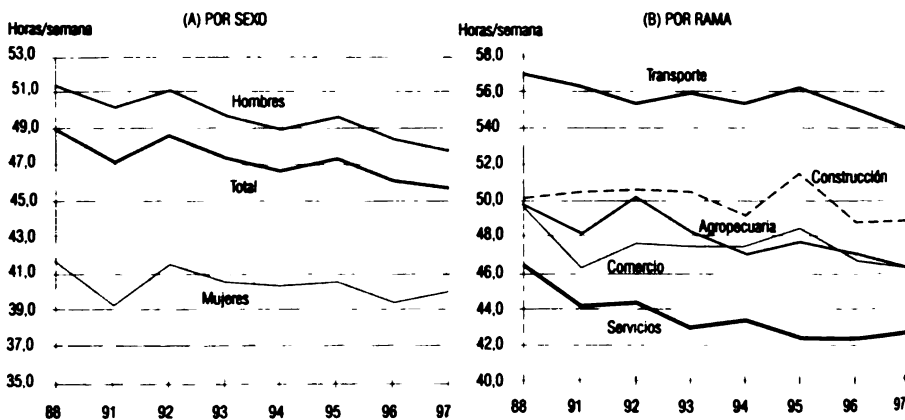 (A) POR SEXO
Horas/semana
53,0
51,0
49,0
47,0
45,0
43,0
41,0
39,0
37,0
35,0
Hombres
Total
Mujeres
88 91 92 93 94 95 96 97
(B) POR RAMA
Horas/semana
58,0
56,0
540
52,0
50,0
48,0
46,0
44,0
42,0
40,0
Transporte
Construcción
Agropecuaria
Comercio
Servicios
88 91 92 93 94 95 96 97